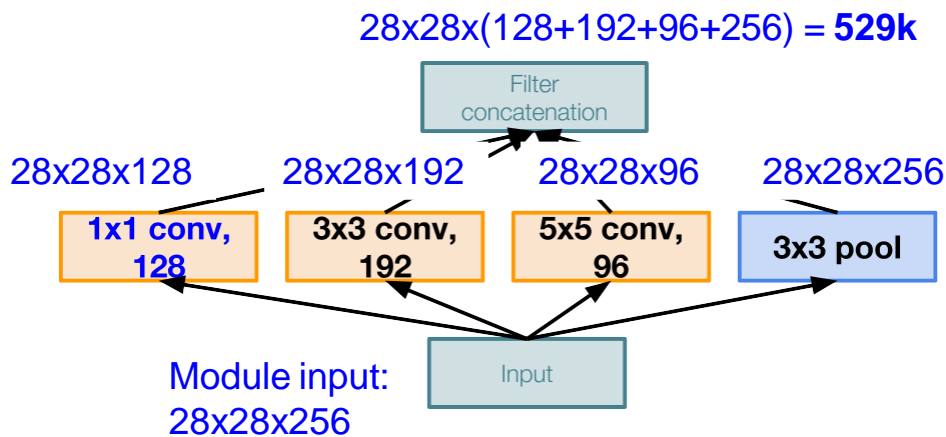 28x28x(128+192+96+256) = 529k
Filter
concatenation
28x28x128
28x28x192
28x28x96
28x28x256
1x1 conv,
128
3x3 conv,
192
5x5 conv,
96
3x3 pool
Input
Module input:
28x28x256